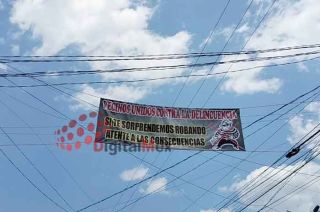 VECINOS UNIDOS CONTRA LA DELINCUENCIA
SI TE SORPRENDEMOS ROBANDO
ATENTE A LAS CONSECUENCIAS
DigitalMex